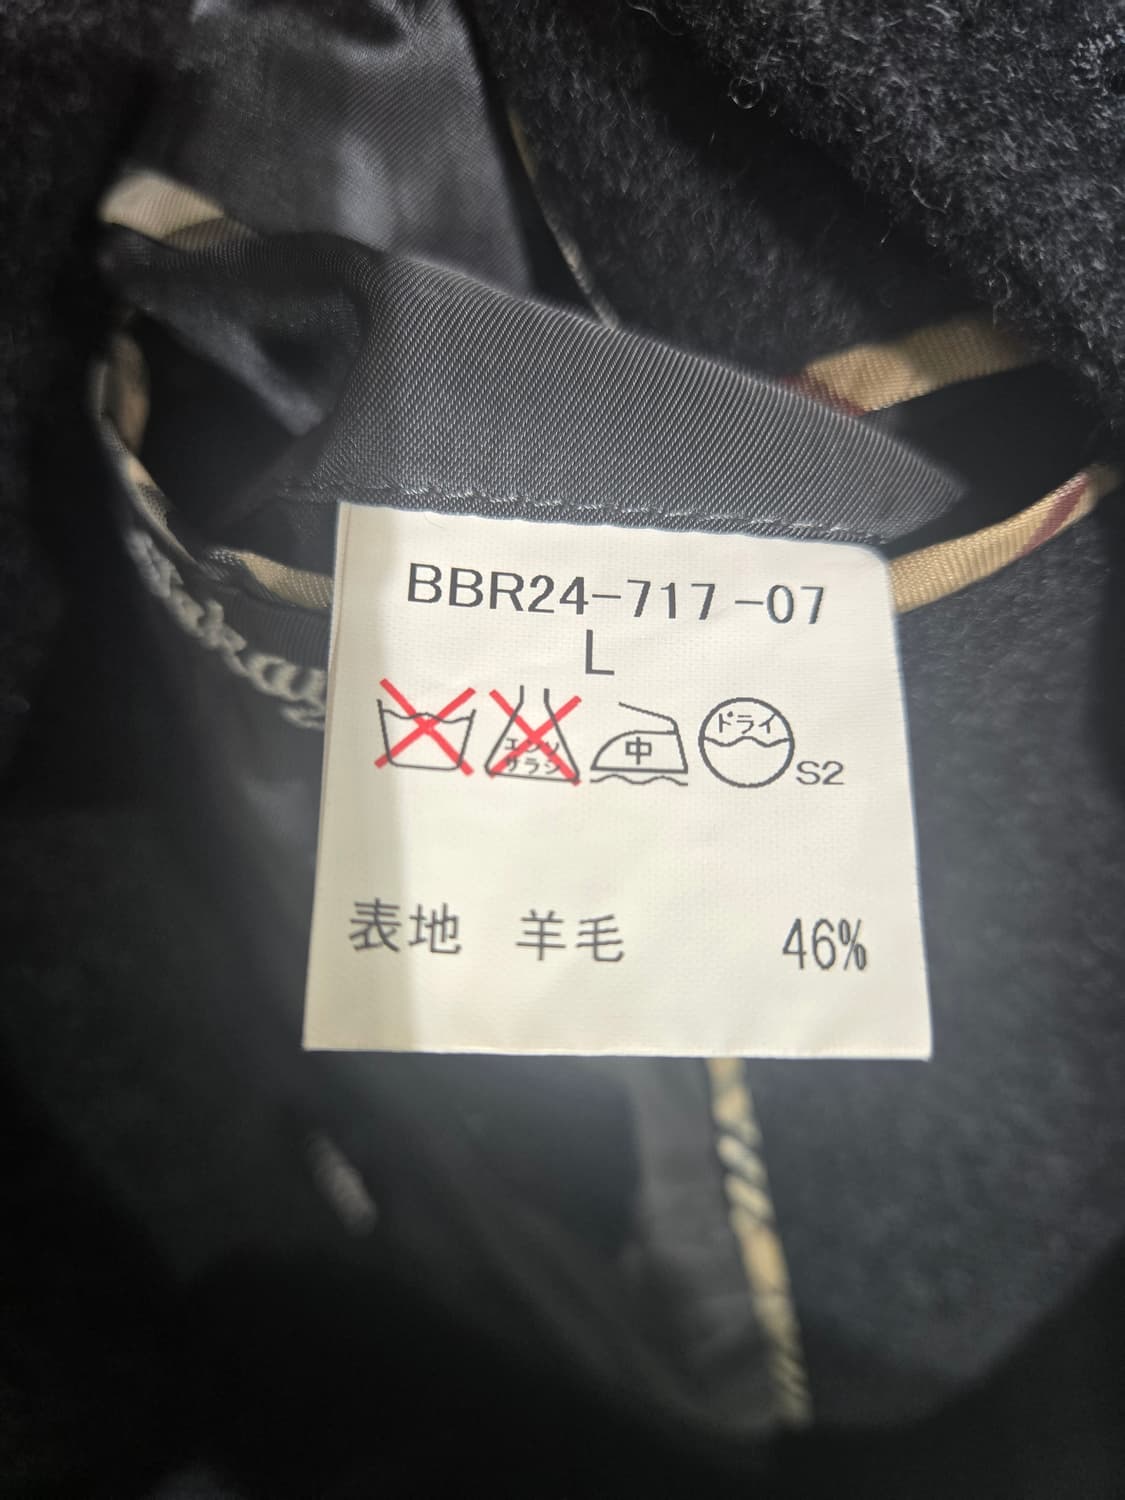 BBR24-717-07
L
エンソ
サラシ
中
ドライ
S2
表地 羊毛 46%